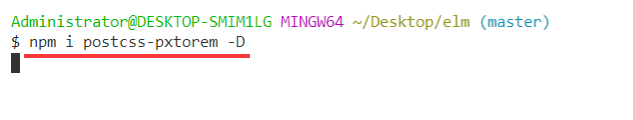 Administrator@DESKTOP-SMIM1LG MINGW64 ~/Desktop/elm (master)
$ npm i postcss-pxtorem -D